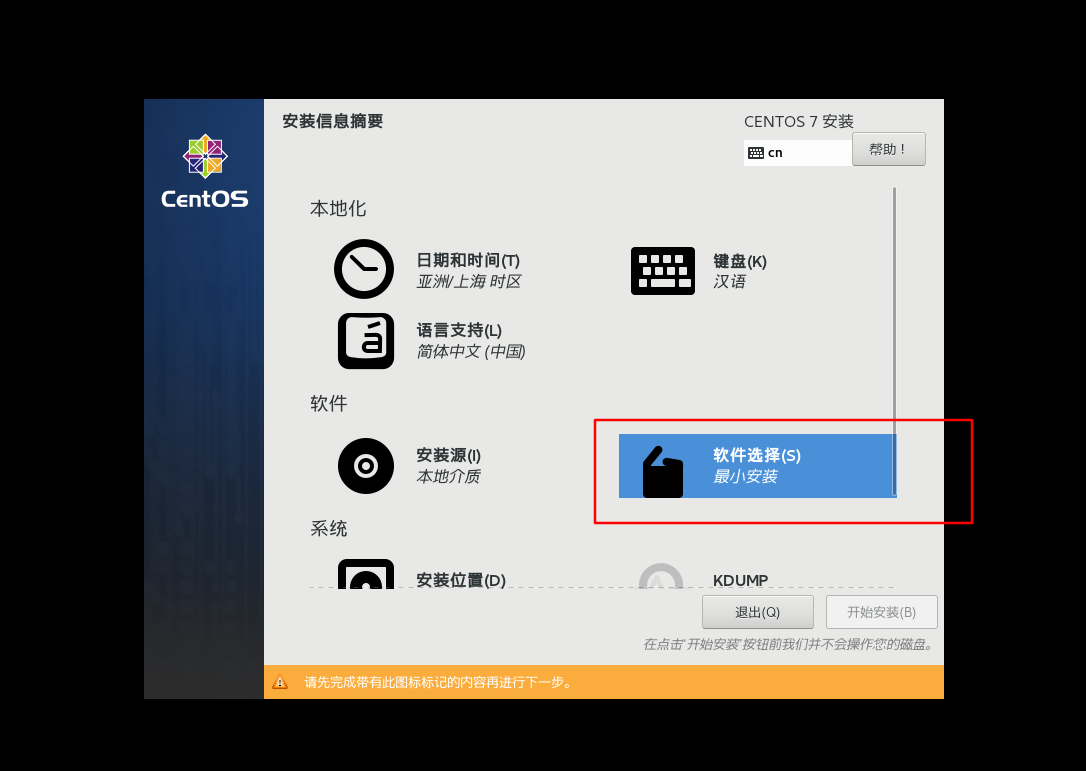 安装信息摘要
CENTOS 7 安装
cn
帮助！
CentOS
本地化
日期和时间(T)
亚洲/上海 时区
键盘(K)
汉语
语言支持(L)
简体中文 (中国)
软件
安装源(I)
本地介质
软件选择(S)
最小安装
系统
安装位置(D)
KDUMP
退出(Q)
开始安装(B)
在点击“开始安装”按钮前我们并不会操作您的磁盘。
请先完成带有此图标标记的内容再进行下一步。